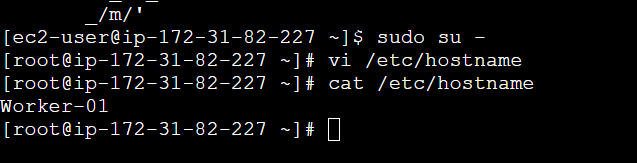 _/m/'
[ec2-user@ip-172-31-82-227 ~]$ sudo su -
[root@ip-172-31-82-227 ~]# vi /etc/hostname
[root@ip-172-31-82-227 ~]# cat /etc/hostname
Worker-01
[root@ip-172-31-82-227 ~]#